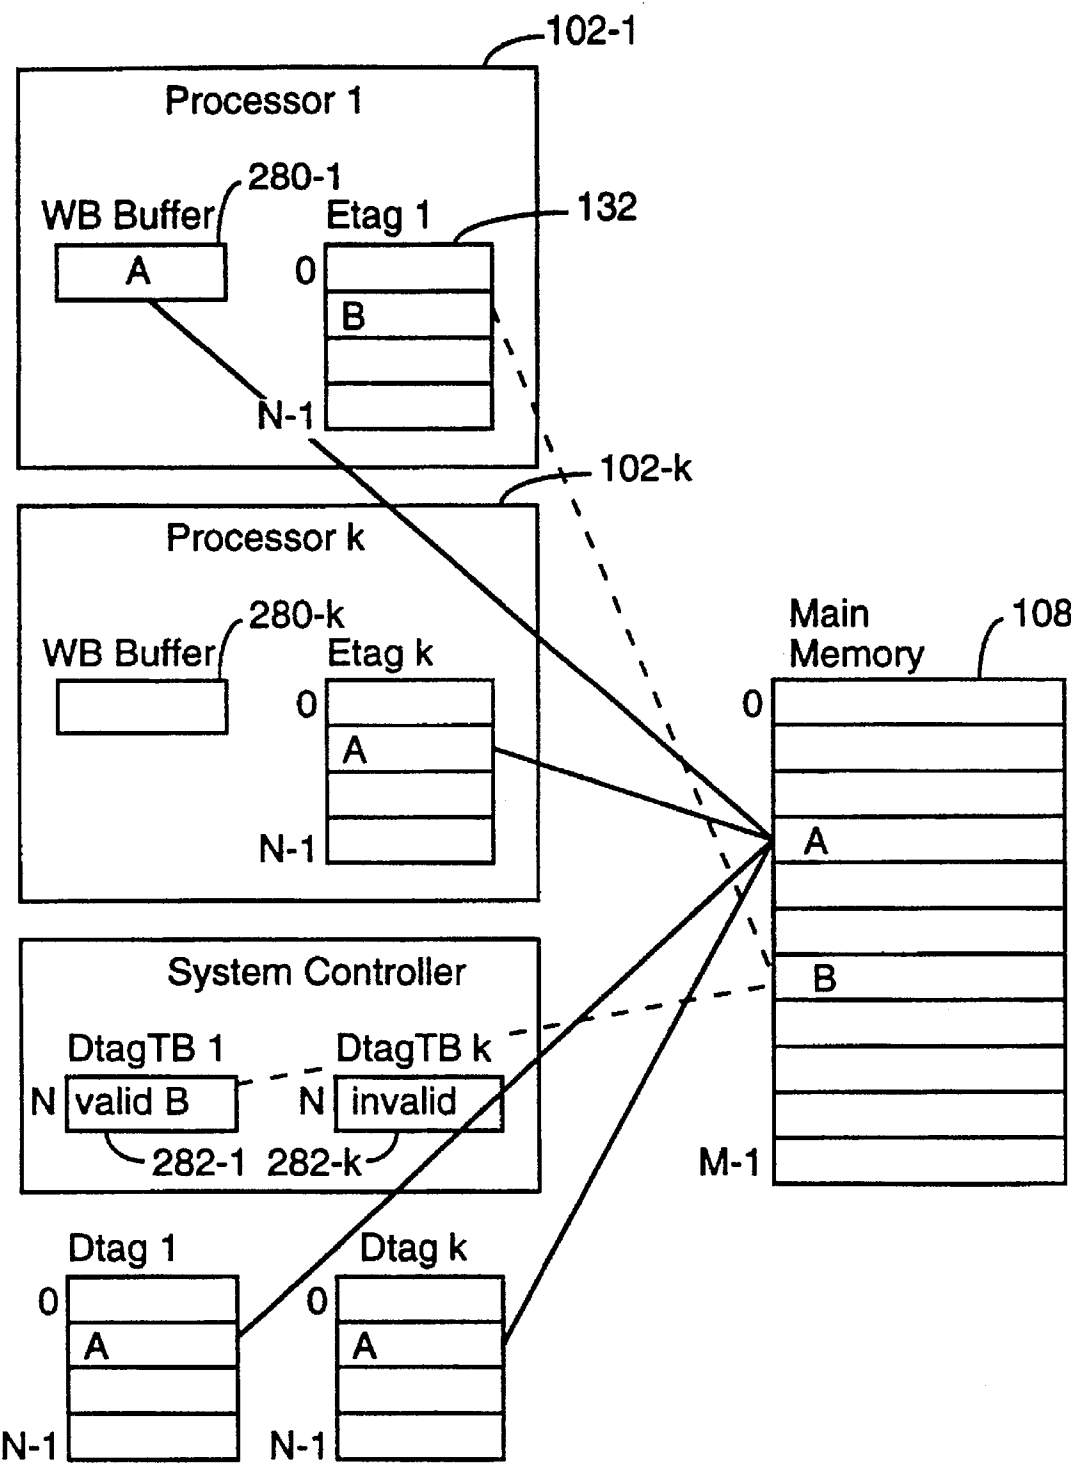 102-1
Processor 1
280-1
WB Buffer
Etag 1
132
A
0
B
N-1
102-k
Processor k
280-k
WB Buffer
Etag k
0
A
N-1
Main
Memory
108
0
A
B
M-1
System Controller
DtagTB 1
DtagTB k
N
valid B
N
invalid
282-1
282-k
Dtag 1
Dtag k
0
0
A
A
N-1
N-1